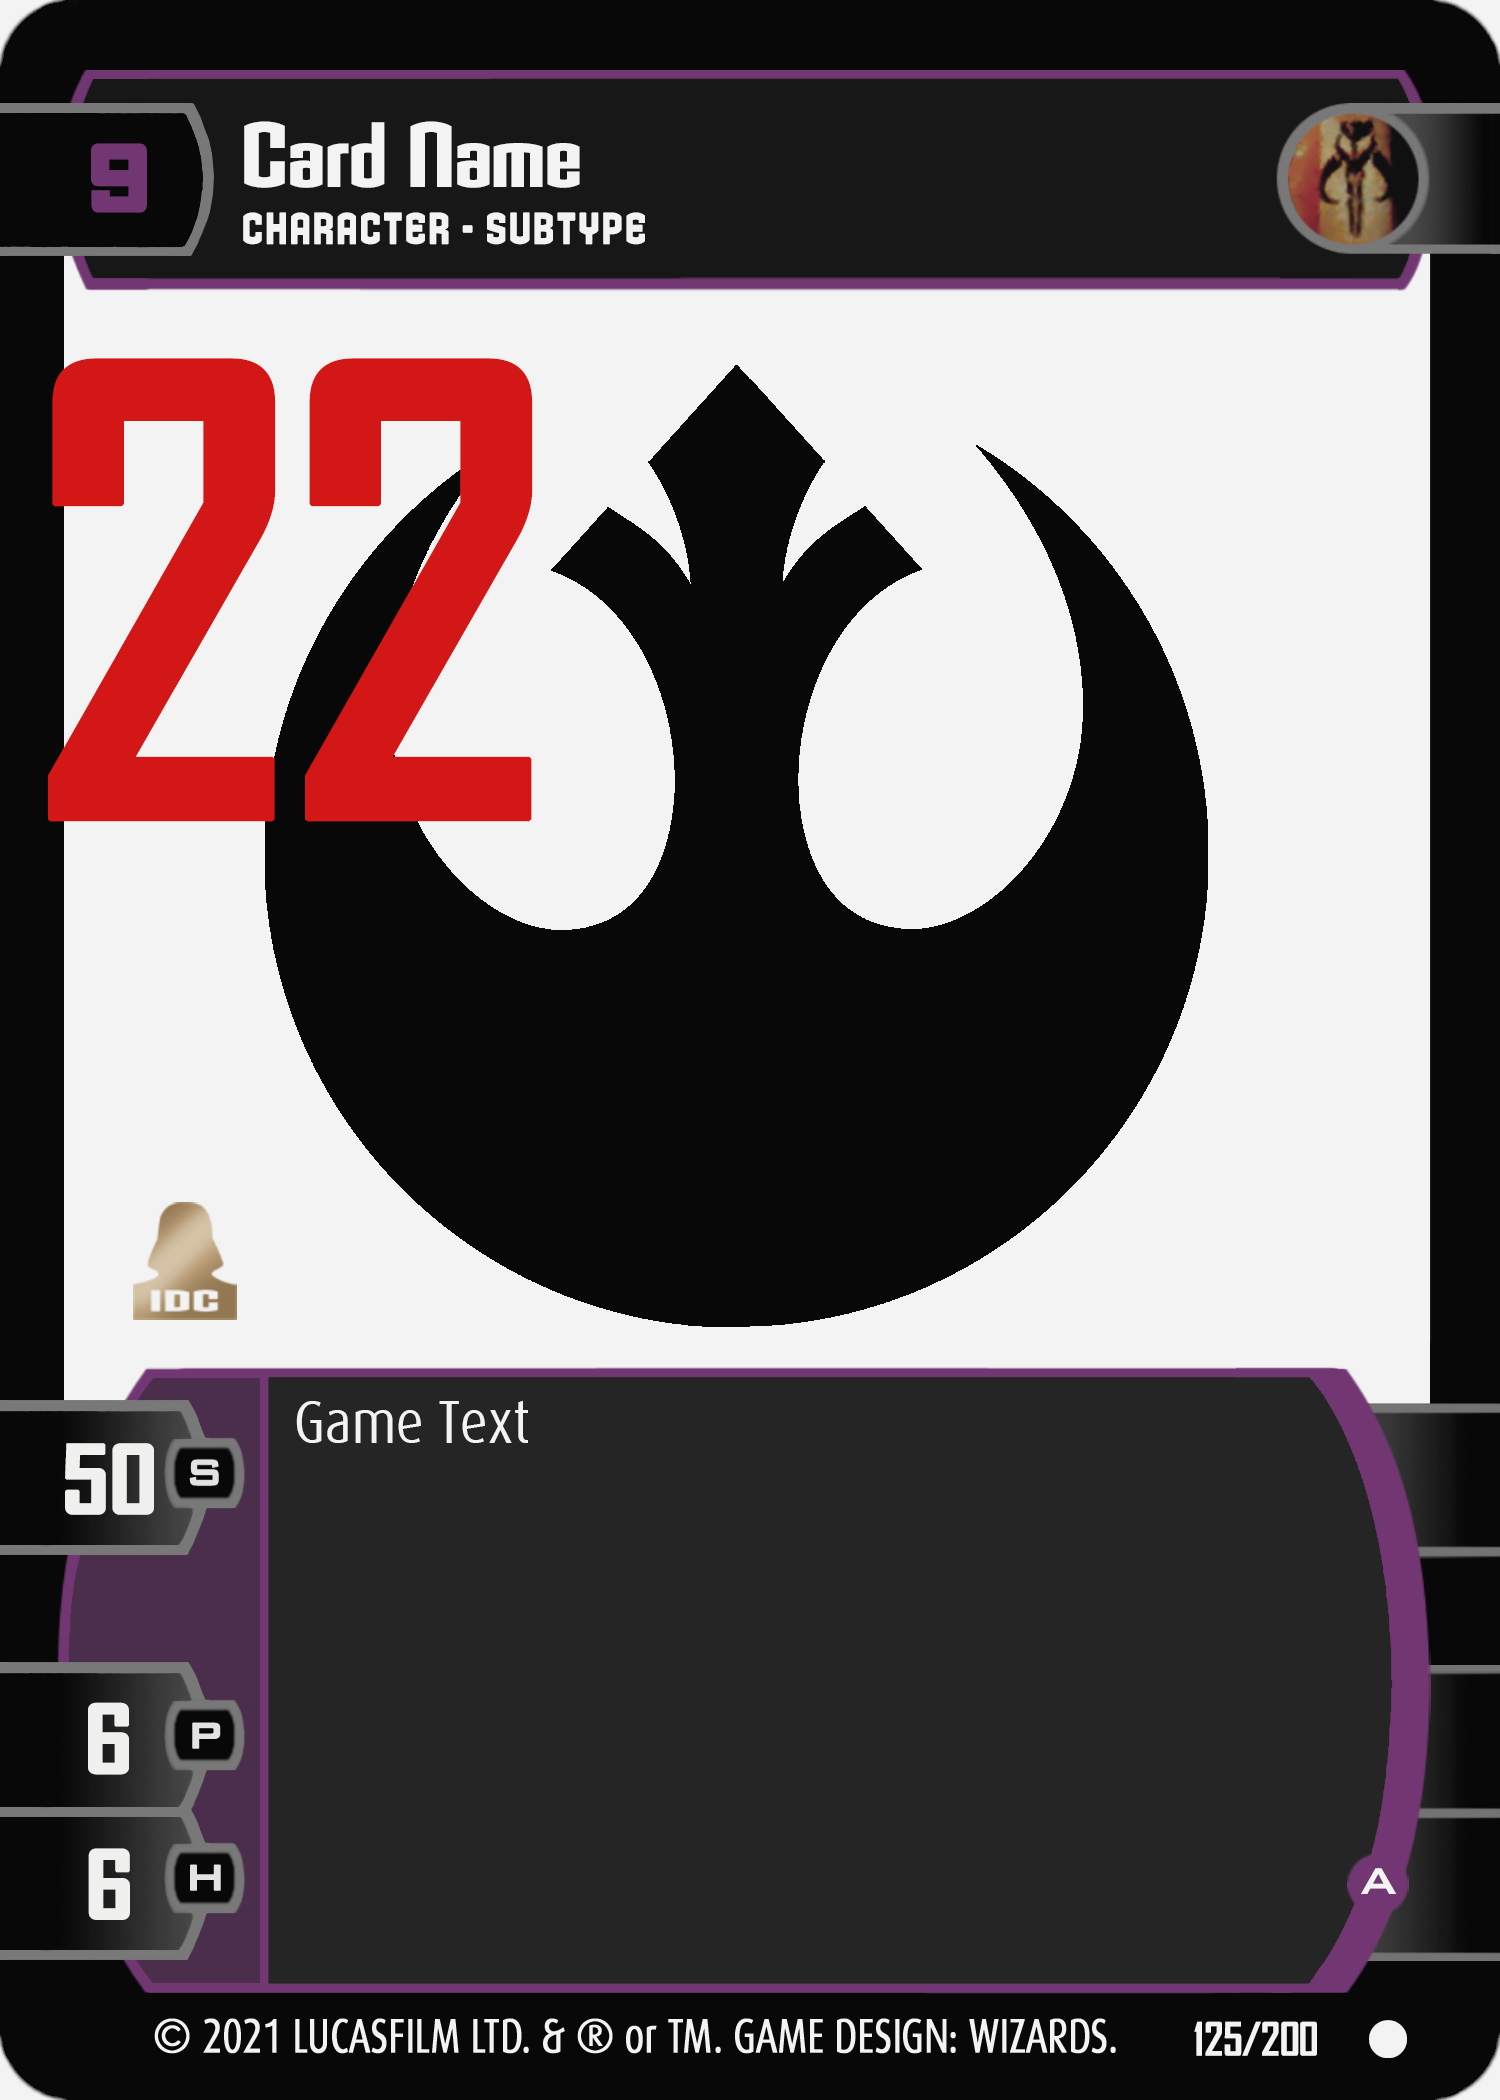 9
Card Name
CHARACTER - SUBTYPE
22
IDC
Game Text
50 S
6 P
6 H
A
© 2021 LUCASFILM LTD. & ® or TM. GAME DESIGN: WIZARDS.
125/200